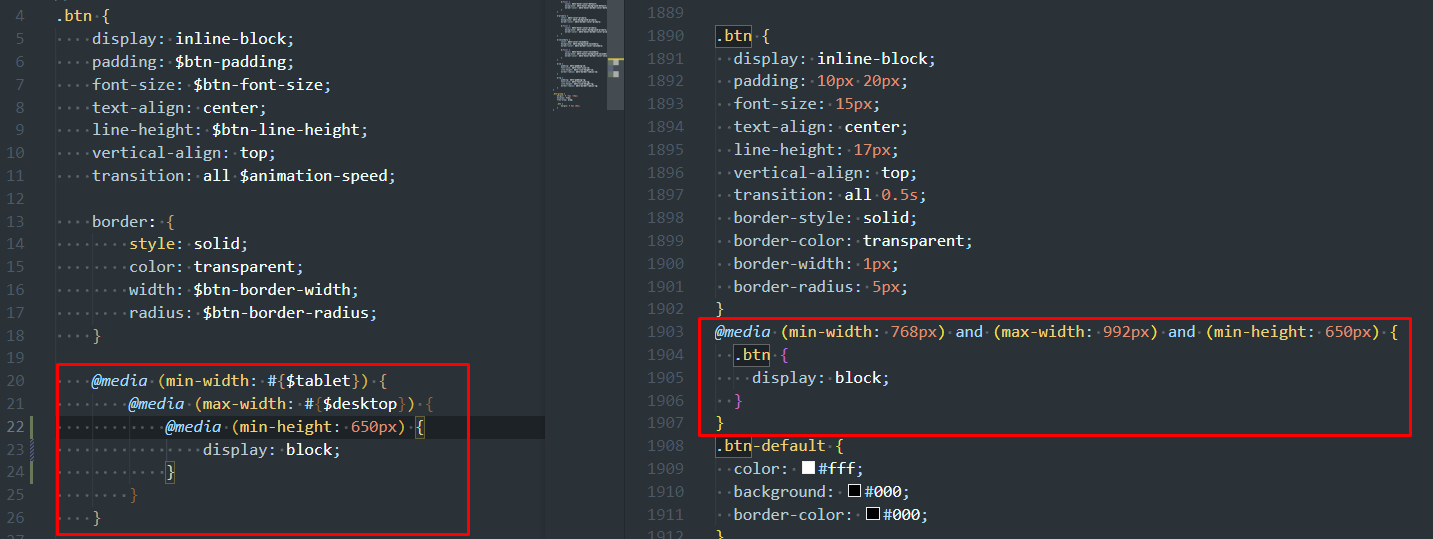 4 .btn {
5 display: inline-block;
6 padding: $btn-padding;
7 font-size: $btn-font-size;
8 text-align: center;
9 line-height: $btn-line-height;
10 vertical-align: top;
11 transition: all $animation-speed;
12
13 border: {
14 style: solid;
15 color: transparent;
16 width: $btn-border-width;
17 radius: $btn-border-radius;
18 }
19
20 @media (min-width: #{$tablet}) {
21 @media (max-width: #{$desktop}) {
22 @media (min-height: 650px) {
23 display: block;
24 }
25 }
26 }
27
1889
1890 .btn {
1891 display: inline-block;
1892 padding: 10px 20px;
1893 font-size: 15px;
1894 text-align: center;
1895 line-height: 17px;
1896 vertical-align: top;
1897 transition: all 0.5s;
1898 border-style: solid;
1899 border-color: transparent;
1900 border-width: 1px;
1901 border-radius: 5px;
1902 }
1903 @media (min-width: 768px) and (max-width: 992px) and (min-height: 650px) {
1904 .btn {
1905 display: block;
1906 }
1907 }
1908 .btn-default {
1909 color: #fff;
1910 background: #000;
1911 border-color: #000;
1912 }